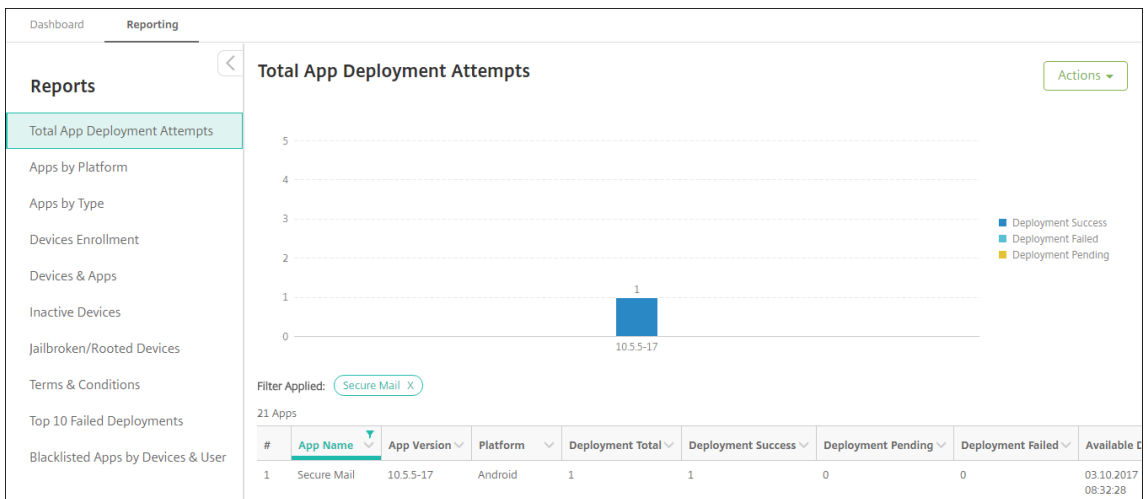 Dashboard Reporting
Reports
Total App Deployment Attempts
Apps by Platform
Apps by Type
Devices Enrollment
Devices & Apps
Inactive Devices
Jailbroken/Rooted Devices
Terms & Conditions
Top 10 Failed Deployments
Blacklisted Apps by Devices & User
Total App Deployment Attempts
Actions
5
4
3
2
1
0
1
10.5.5-17
Deployment Success
Deployment Failed
Deployment Pending
Filter Applied: Secure Mail X
21 Apps
# App Name App Version Platform Deployment Total Deployment Success Deployment Pending Deployment Failed Available D
1 Secure Mail 10.5.5-17 Android 1 1 0 0 03.10.2017
08:32:28